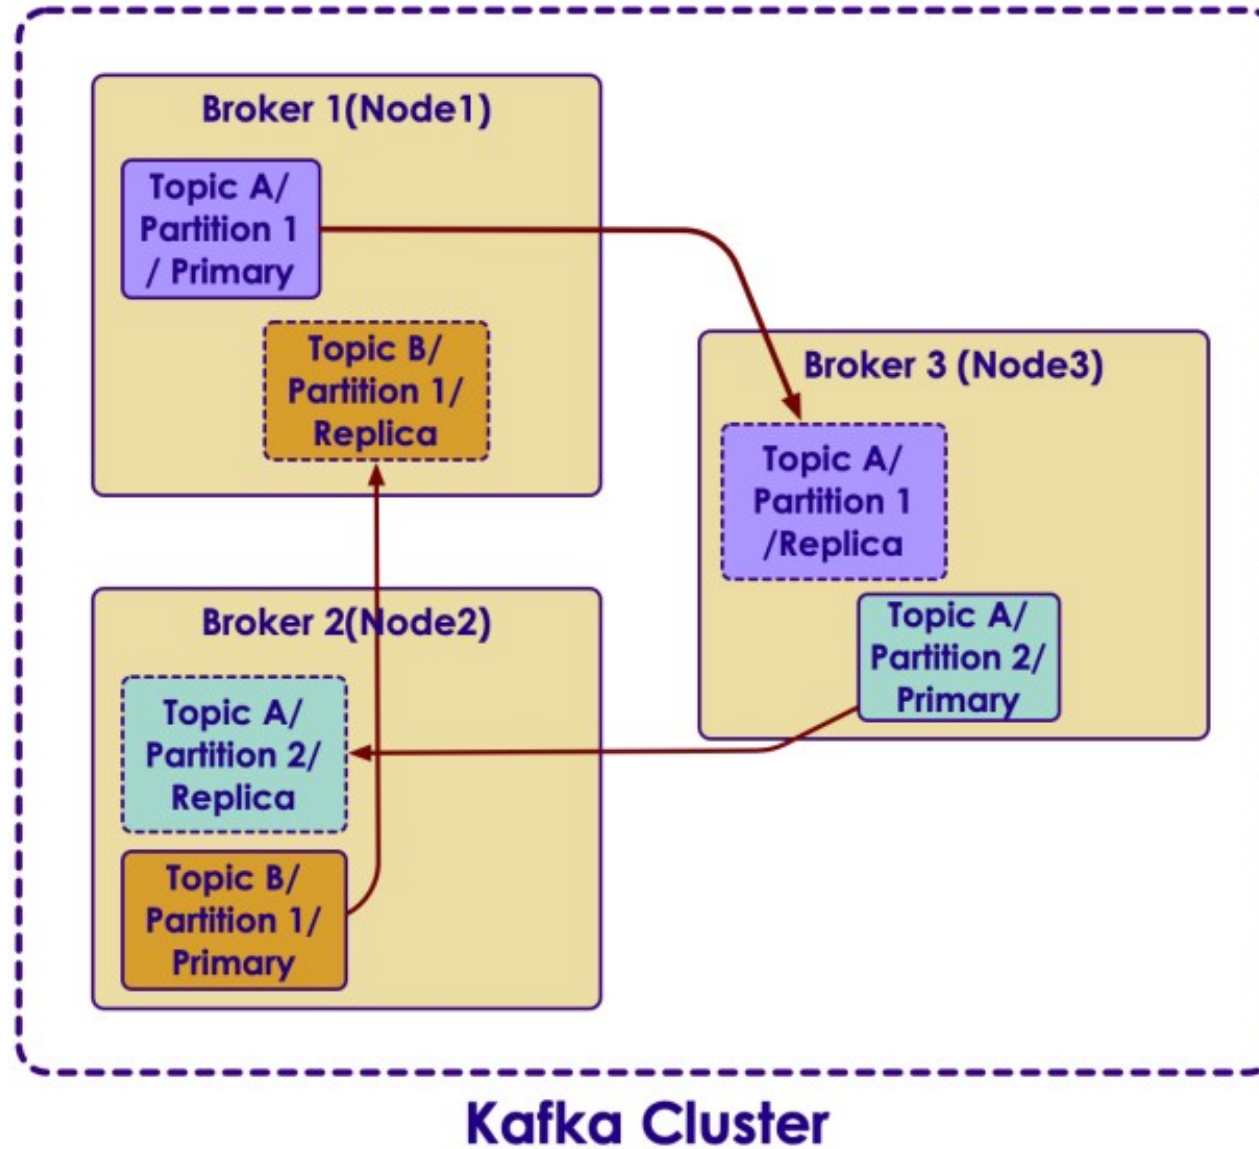 Broker 1(Node1)
Topic A/
Partition 1
/ Primary
Topic B/
Partition 1/
Replica
Broker 2(Node2)
Topic A/
Partition 2/
Replica
Topic B/
Partition 1/
Primary
Broker 3 (Node3)
Topic A/
Partition 1
/Replica
Topic A/
Partition 2/
Primary
Kafka Cluster